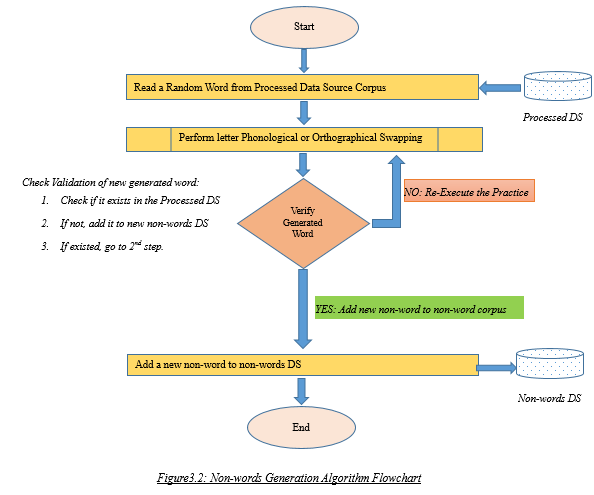 Start
Read a Random Word from Processed Data Source Corpus
Processed DS
Perform letter Phonological or Orthographical Swapping
Check Validation of new generated word:
1. Check if it exists in the Processed DS
2. If not, add it to new non-words DS
3. If existed, go to 2nd step.
Verify
Generated
Word
NO: Re-Execute the Practice
YES: Add new non-word to non-word corpus
Add a new non-word to non-words DS
Non-words DS
End
Figure3.2: Non-words Generation Algorithm Flowchart